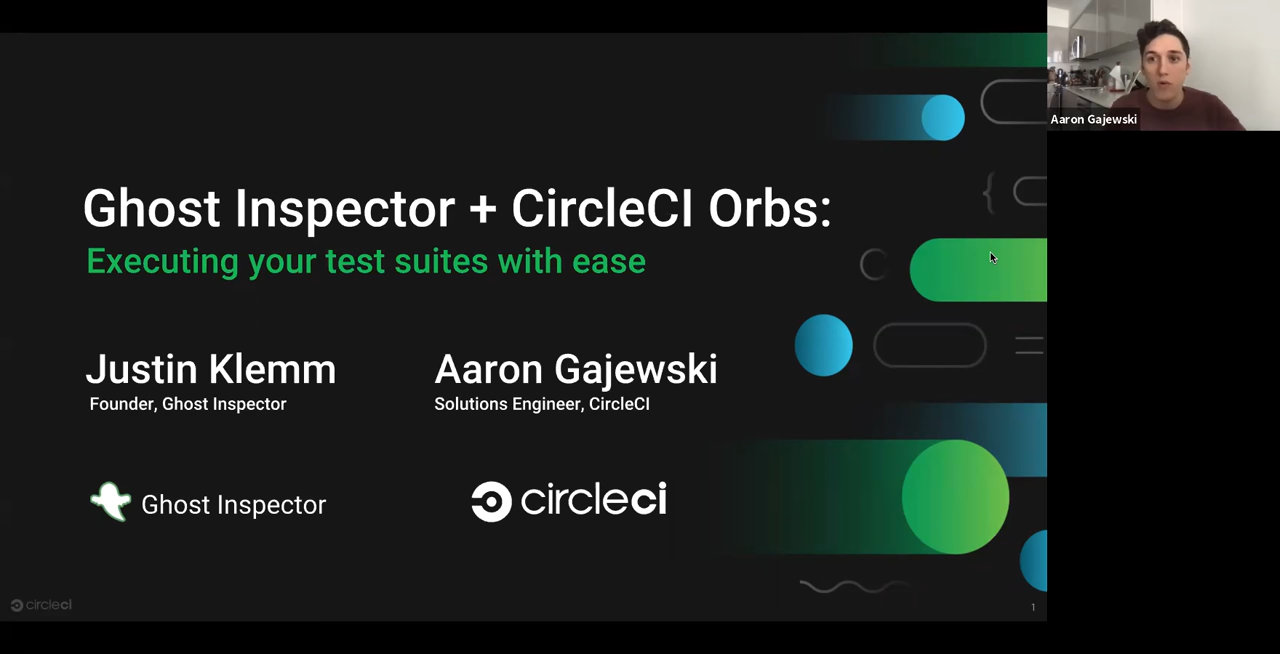 Aaron Gajewski
Ghost Inspector + CircleCI Orbs:
Executing your test suites with ease
Justin Klemm
Founder, Ghost Inspector
Aaron Gajewski
Solutions Engineer, CircleCI
Ghost Inspector
circleci
circleci
1